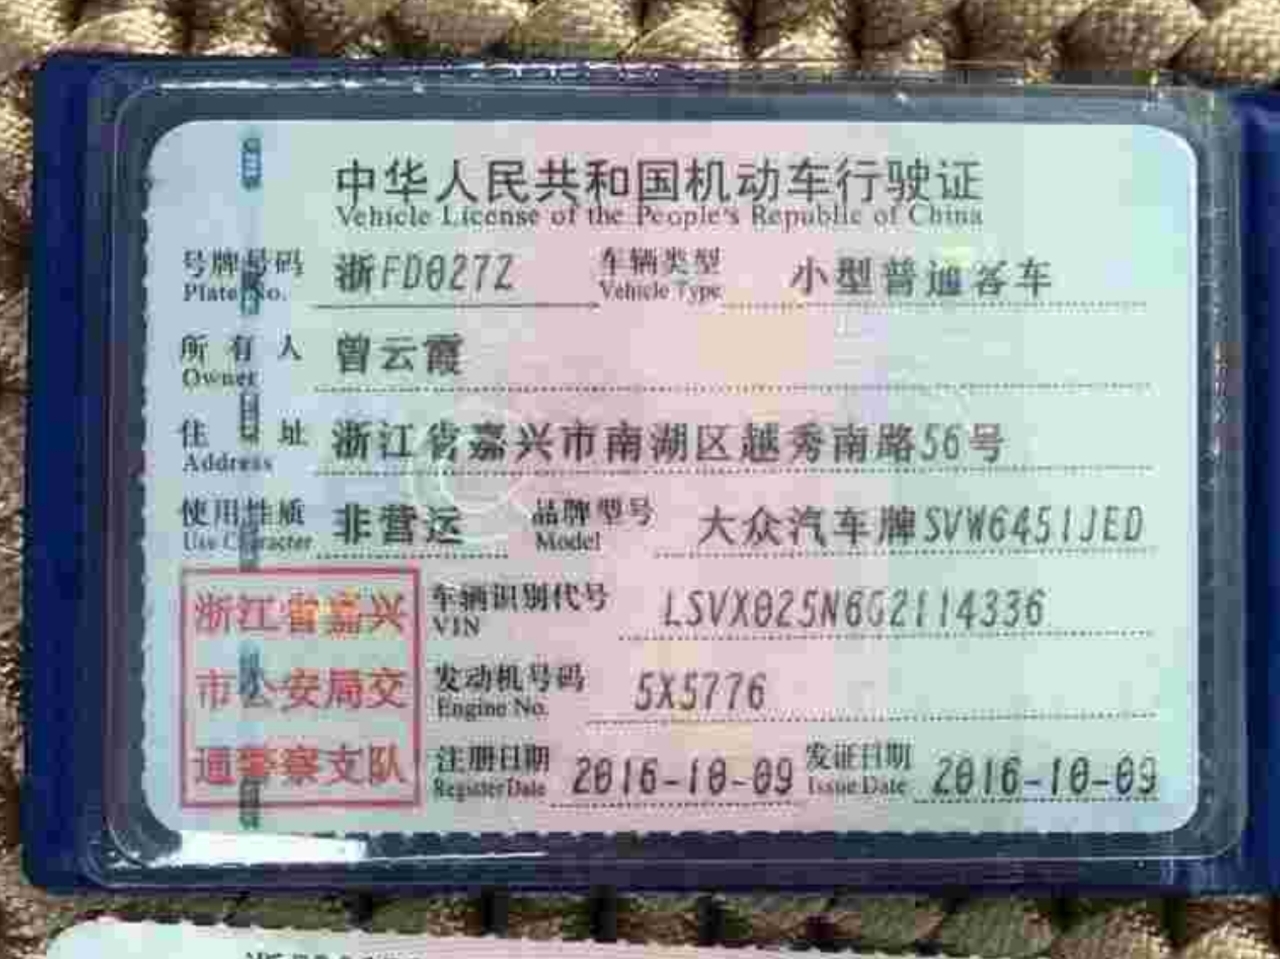 中华人民共和国机动车行驶证
Vehicle License of the People's Republic of China
号牌号码 浙FD027Z 车辆类型 小型普通客车
Plate No. Vehicle Type
所有人 曾云霞
Owner
住址 浙江省嘉兴市南湖区越秀南路56号
Address
使用性质 非营运 品牌型号 大众汽车牌SVW6451JED
Use Character Model
浙江省嘉兴
市公安局交
通警察支队
车辆识别代号 LSVX025N6G2114336
VIN
发动机号码 5X5776
Engine No.
注册日期 2016-10-09 发证日期 2016-10-09
Register Date Issue Date